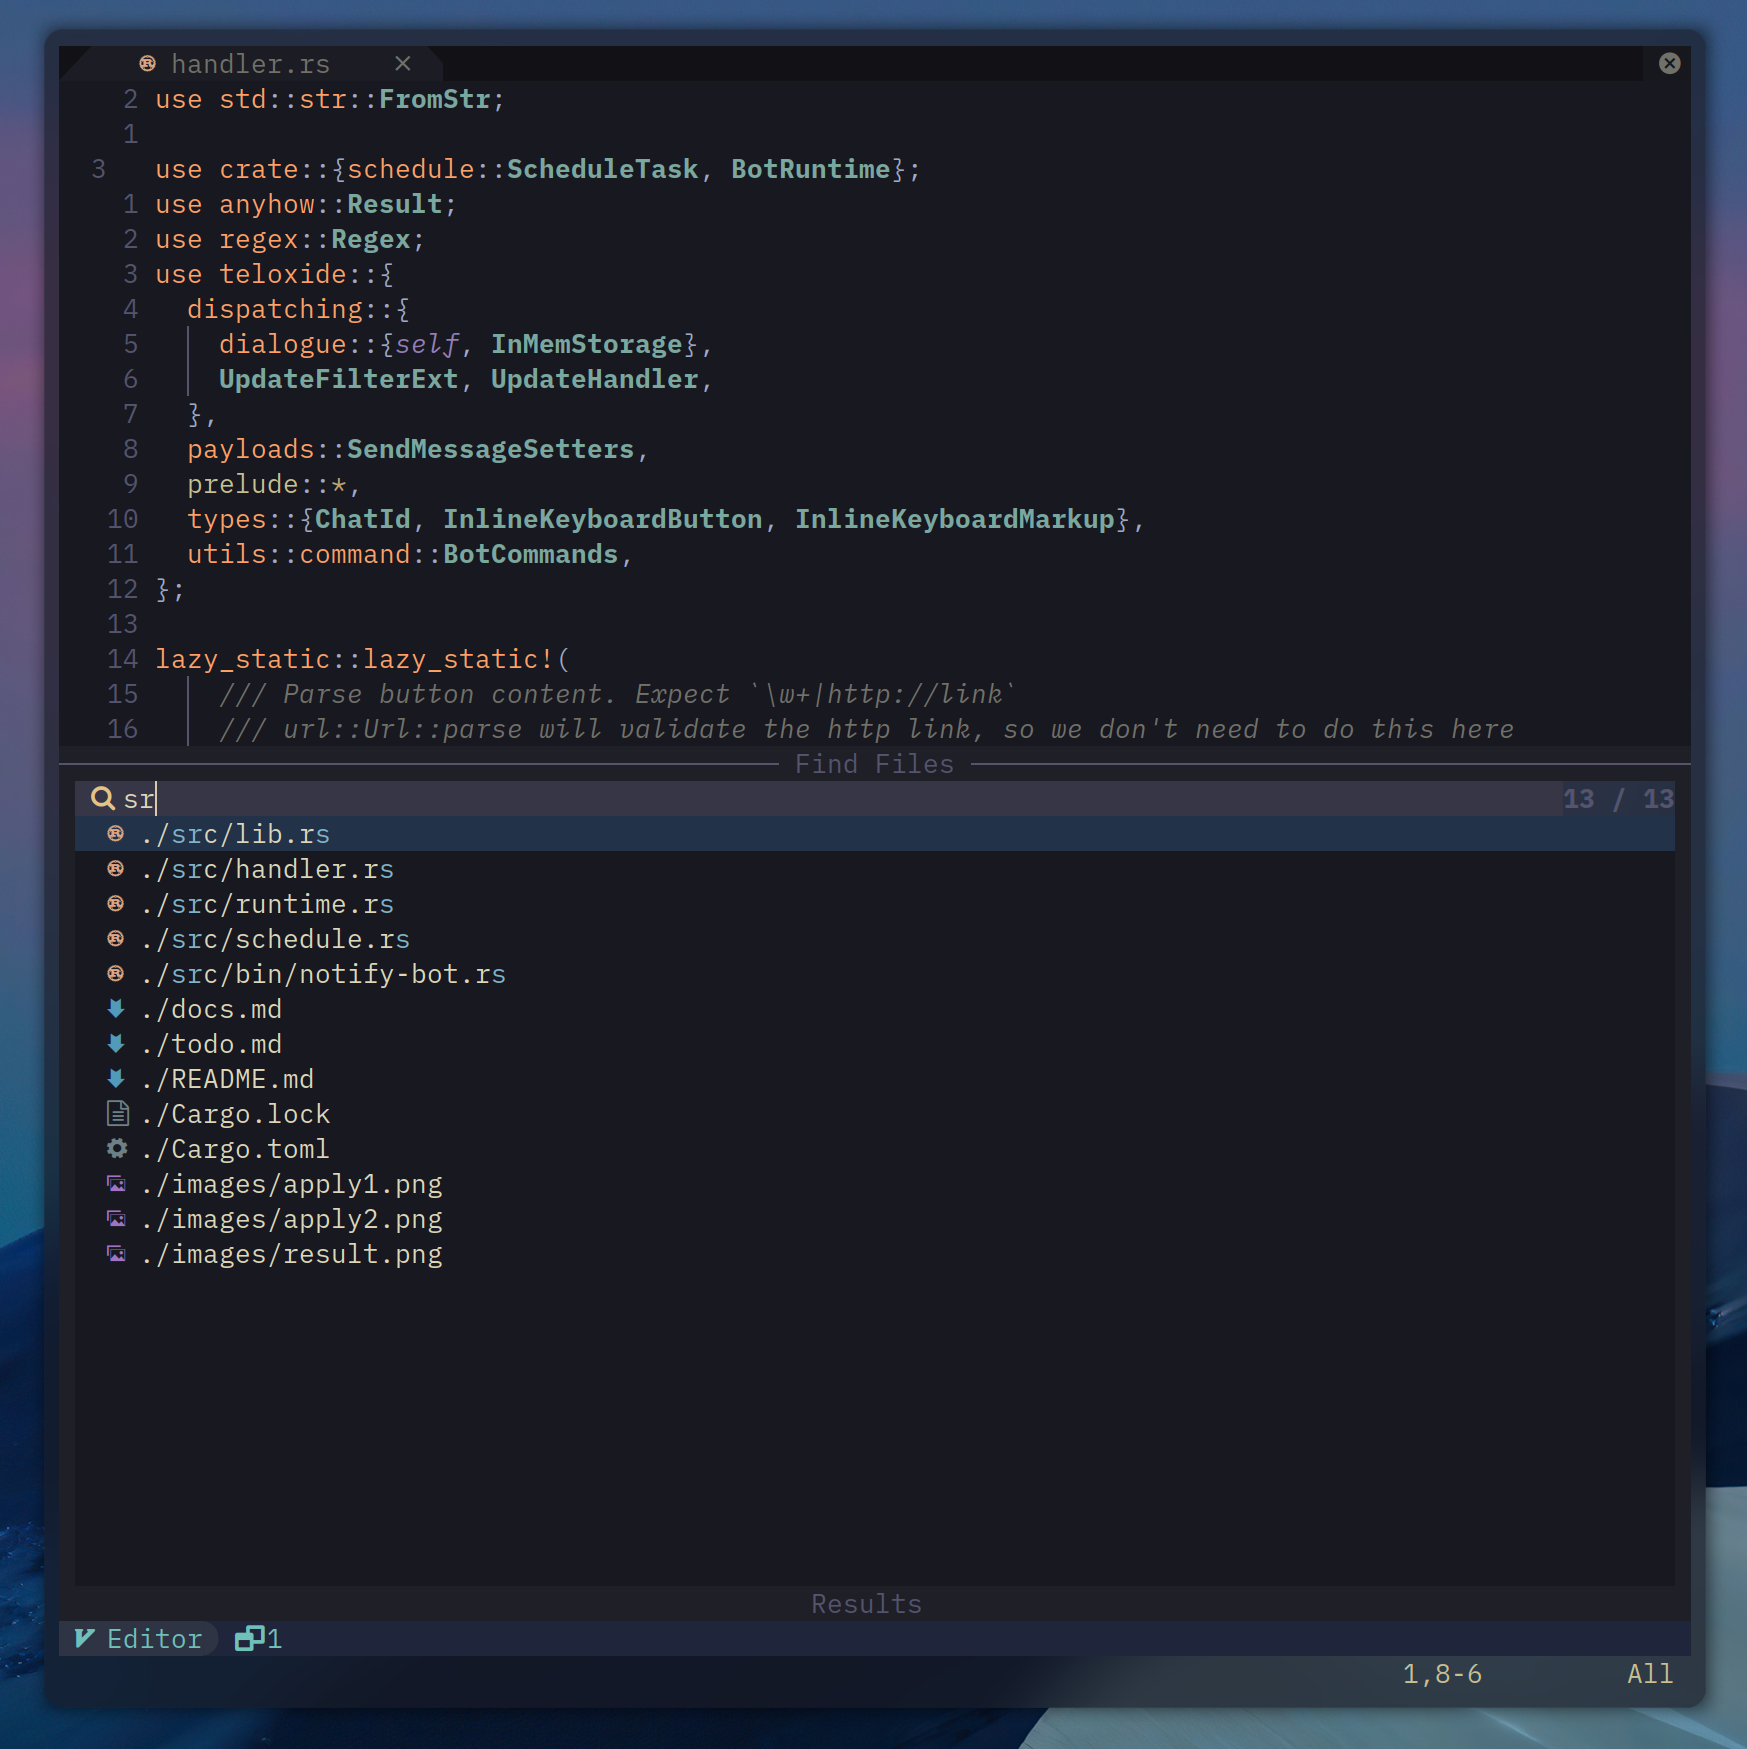 handler.rs ×
2 use std::str::FromStr;
1
3 use crate::{schedule::ScheduleTask, BotRuntime};
1 use anyhow::Result;
2 use regex::Regex;
3 use teloxide::{
4 dispatching::{
5 dialogue::{self, InMemStorage},
6 UpdateFilterExt, UpdateHandler,
7 },
8 payloads::SendMessageSetters,
9 prelude::*,
10 types::{ChatId, InlineKeyboardButton, InlineKeyboardMarkup},
11 utils::command::BotCommands,
12 };
13
14 lazy_static::lazy_static!(
15 /// Parse button content. Expect `\w+|http://link`
16 /// url::Url::parse will validate the http link, so we don't need to do this here
Find Files
sr 13 / 13
./src/lib.rs
./src/handler.rs
./src/runtime.rs
./src/schedule.rs
./src/bin/notify-bot.rs
./docs.md
./todo.md
./README.md
./Cargo.lock
./Cargo.toml
./images/apply1.png
./images/apply2.png
./images/result.png
Results
Editor 1
1,8-6 All